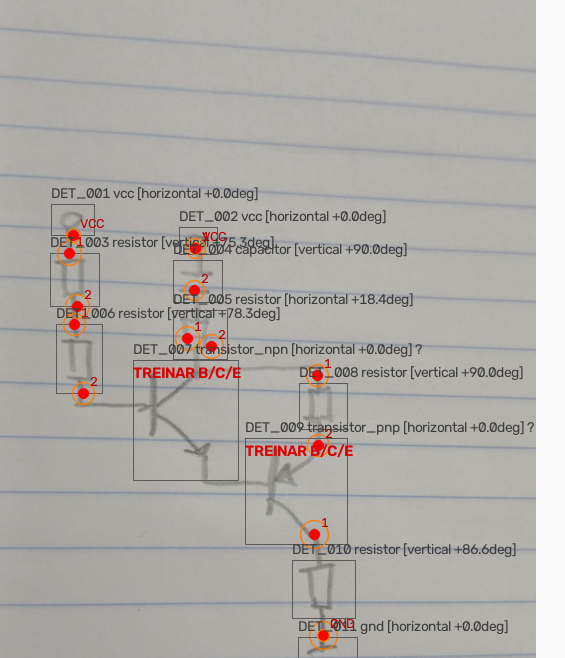 DET_001 vcc [horizontal +0.0deg]
VCC
DET_002 vcc [horizontal +0.0deg]
DET_003 resistor [vertical +75.3deg]
1
DET_004 capacitor [vertical +90.0deg]
2
2
DET_005 resistor [horizontal +18.4deg]
DET_006 resistor [vertical +78.3deg]
1
1
2
DET_007 transistor_npn [horizontal +0.0deg] ?
1
TREINAR B/C/E
DET_008 resistor [vertical +90.0deg]
2
DET_009 transistor_pnp [horizontal +0.0deg] ?
2
TREINAR B/C/E
1
DET_010 resistor [vertical +86.6deg]
GND
DET_011 gnd [horizontal +0.0deg]